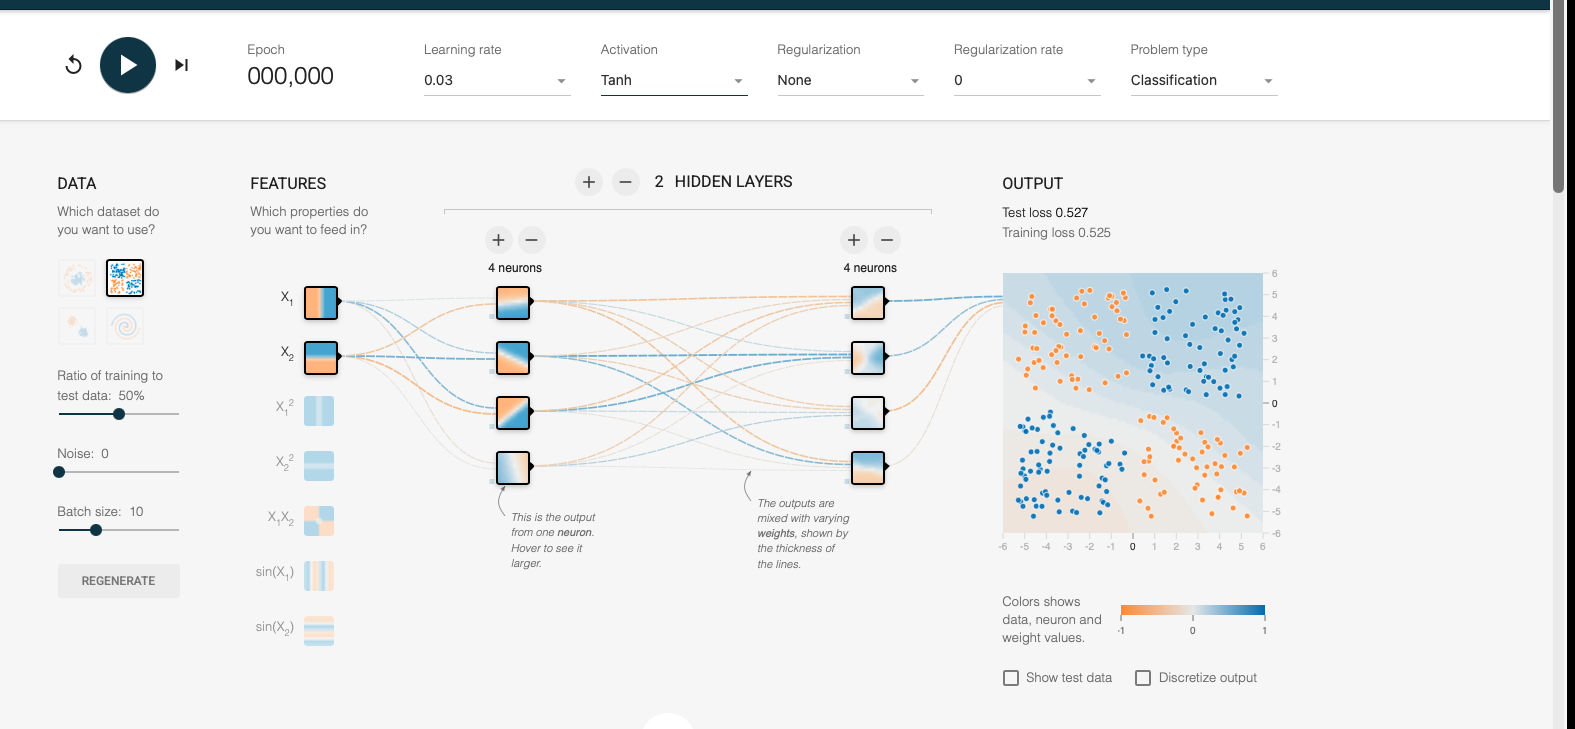 Epoch
000,000
Learning rate
0.03
Activation
Tanh
Regularization
None
Regularization rate
0
Problem type
Classification
DATA
Which dataset do
you want to use?
Ratio of training to
test data: 50%
Noise: 0
Batch size: 10
REGENERATE
FEATURES
Which properties do
you want to feed in?
X1
X2
X1²
X2²
X1X2
sin(X1)
sin(X2)
2 HIDDEN LAYERS
4 neurons
4 neurons
This is the output
from one neuron.
Hover to see it
larger.
The outputs are
mixed with varying
weights, shown by
the thickness of
the lines.
OUTPUT
Test loss 0.527
Training loss 0.525
6
5
4
3
2
1
0
-1
-2
-3
-4
-5
-6
-6 -5 -4 -3 -2 -1 0 1 2 3 4 5 6
Colors shows
data, neuron and
weight values.
-1 0 1
Show test data
Discretize output